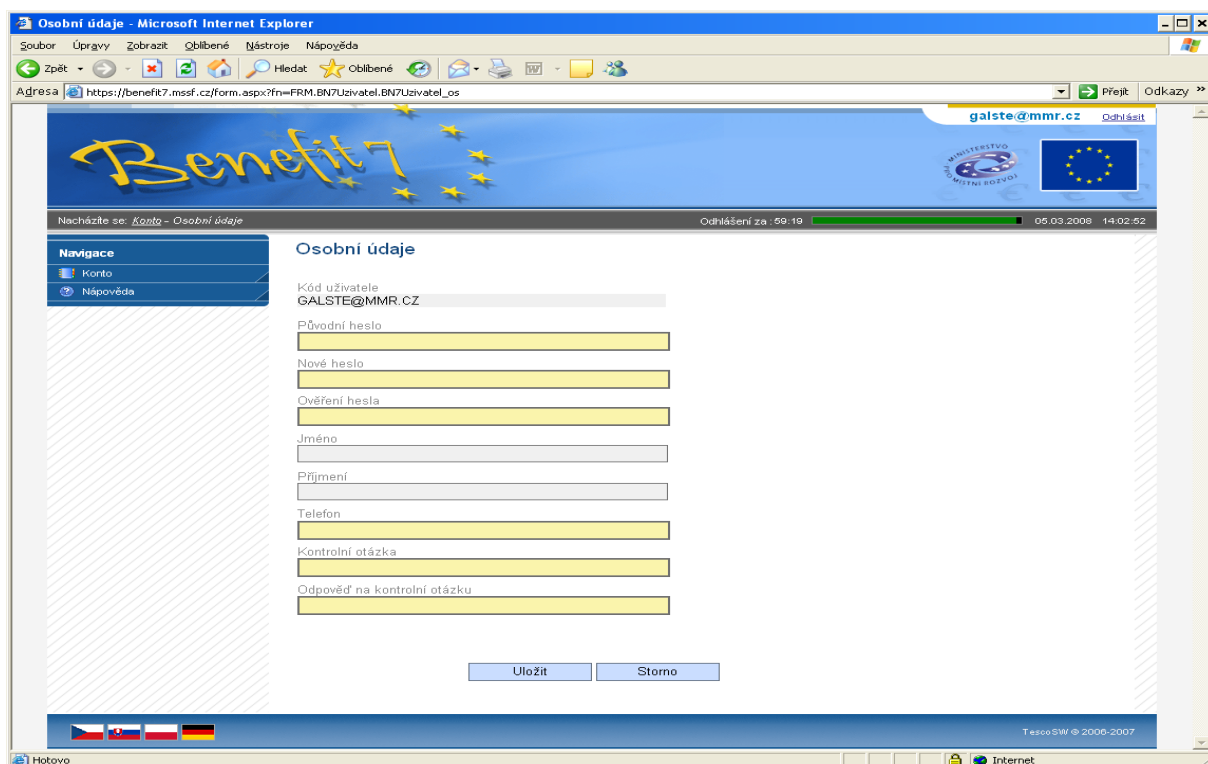 Osobní údaje - Microsoft Internet Explorer
Soubor Úpravy Zobrazit Oblíbené Nástroje Nápověda
Zpět Hledat Oblíbené
Adresa https://benefit7.mssf.cz/form.aspx?fn=FRM.BN7Uzivatel.BN7Uzivatel_os Přejít Odkazy »
galste@mmr.cz Odhlásit
Benefit7
MINISTERSTVO
PRO MÍSTNÍ ROZVOJ
Nacházíte se: Konto - Osobní údaje Odhlášení za : 59:19 05.03.2008 14:02:52
Navigace
Konto
Nápověda
Osobní údaje
Kód uživatele
GALSTE@MMR.CZ
Původní heslo
Nové heslo
Ověření hesla
Jméno
Příjmení
Telefon
Kontrolní otázka
Odpověď na kontrolní otázku
Uložit Storno
TescoSW © 2006-2007
Hotovo Internet